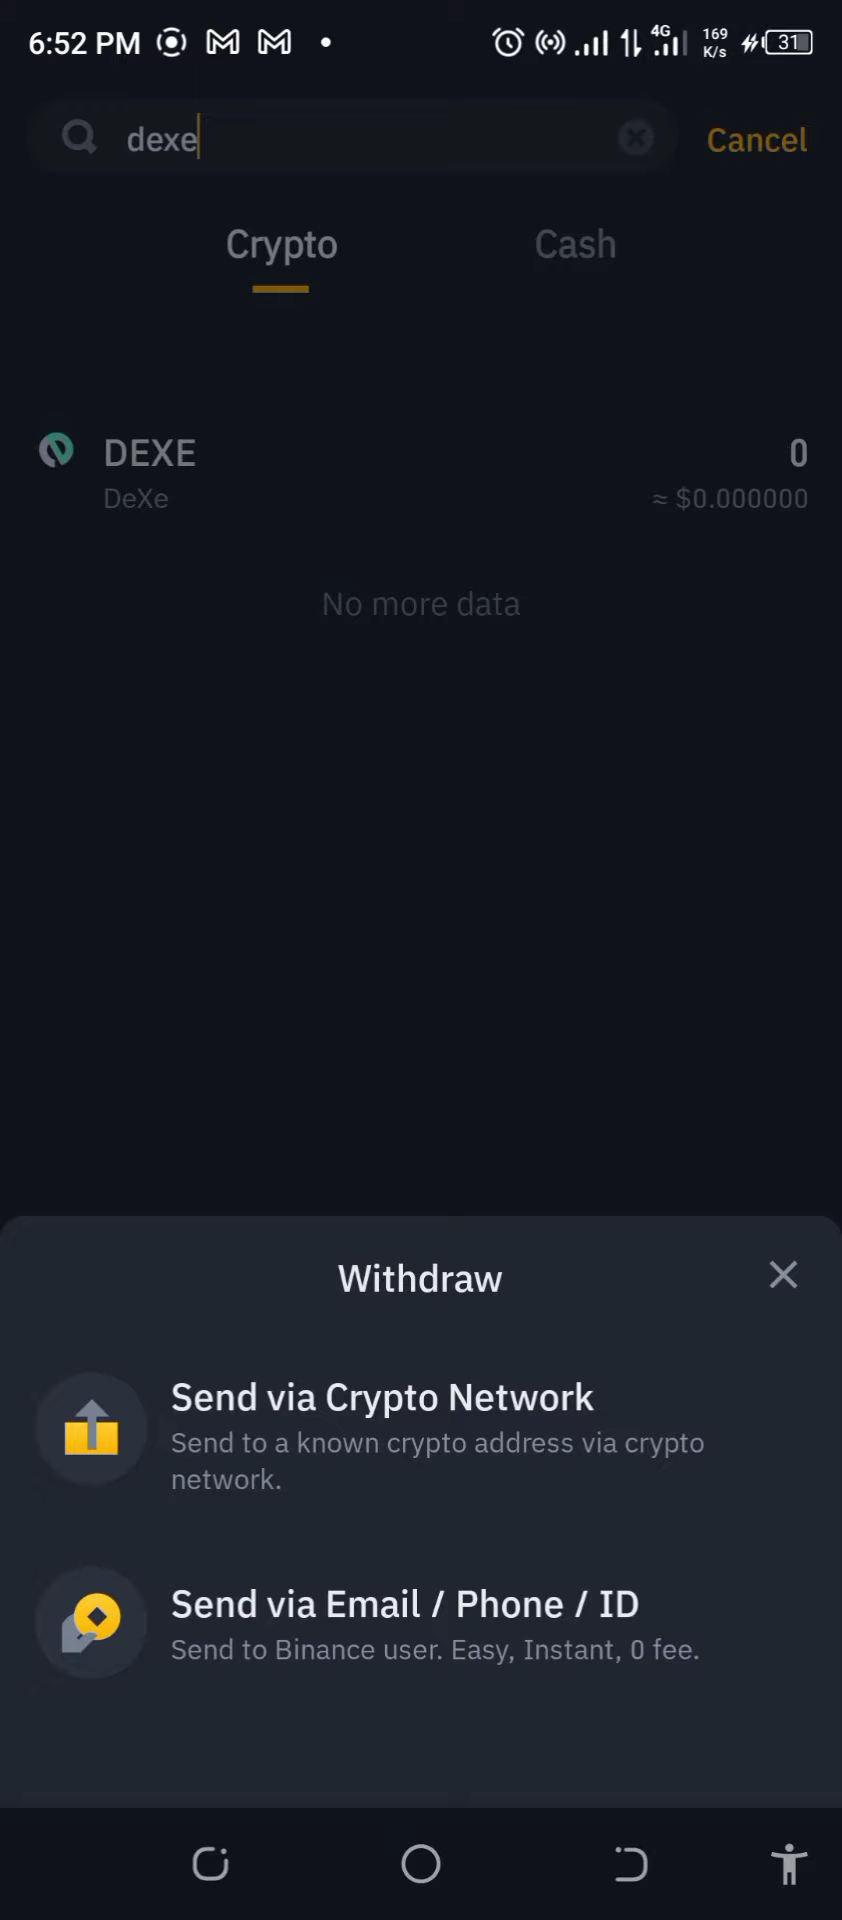 6:52 PM
4G
169
K/s
31
dexe
Cancel
Crypto
Cash
DEXE
0
DeXe
≈ $0.000000
No more data
Withdraw
Send via Crypto Network
Send to a known crypto address via crypto
network.
Send via Email / Phone / ID
Send to Binance user. Easy, Instant, 0 fee.